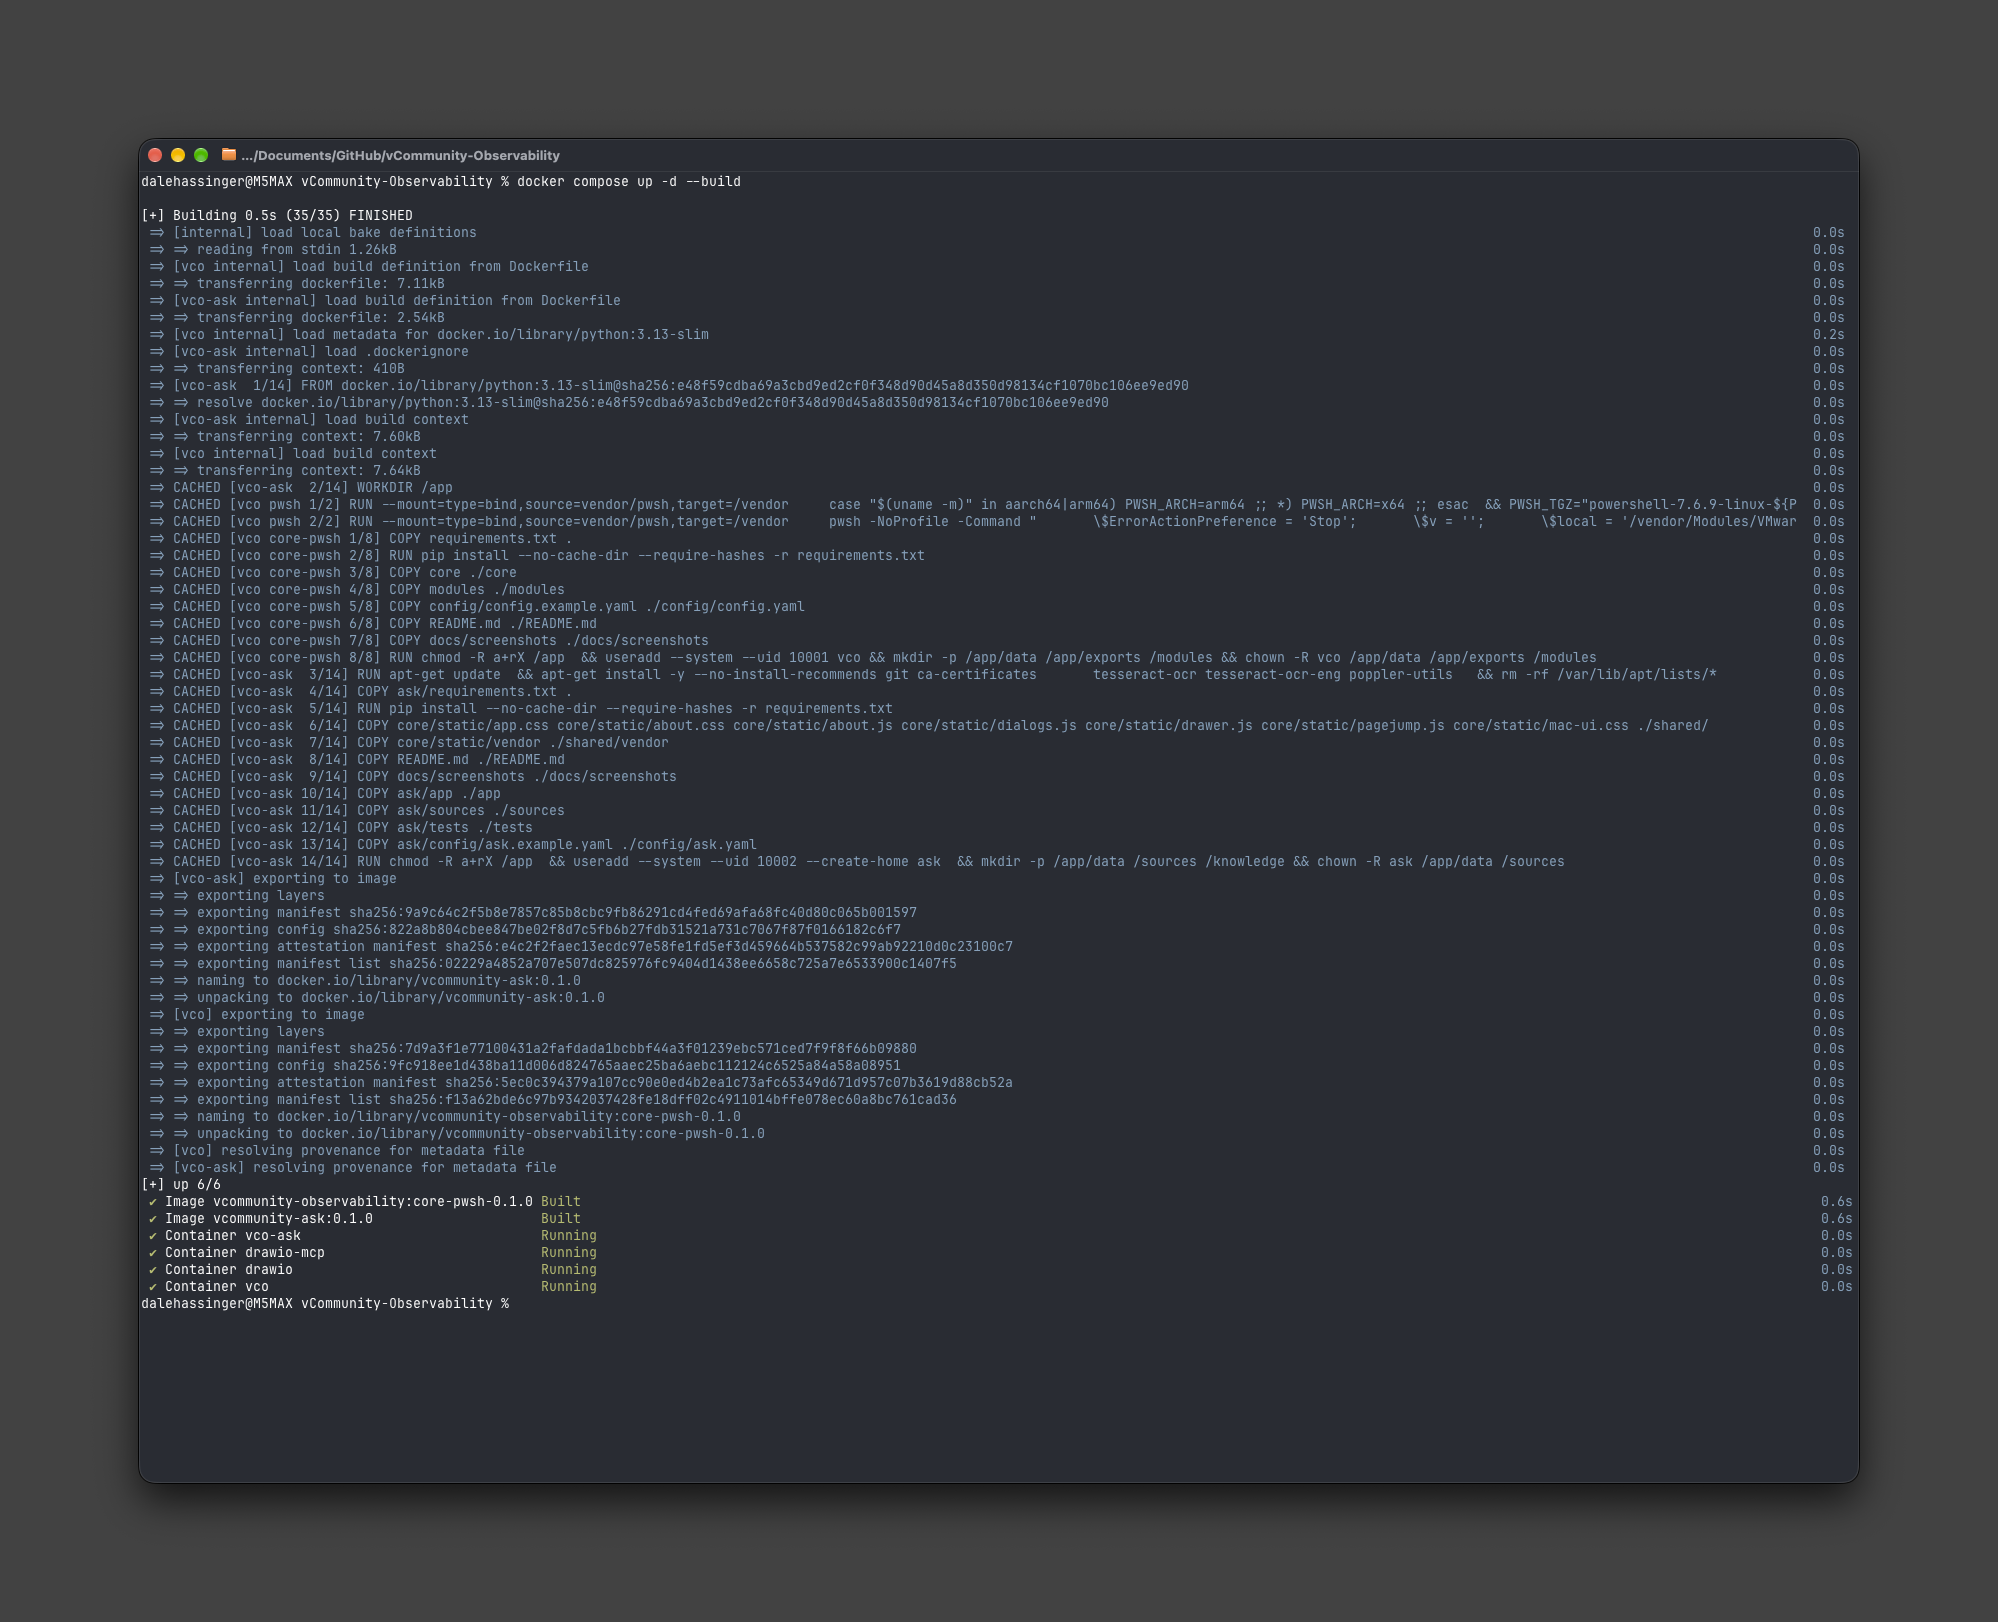 .../Documents/GitHub/vCommunity-Observability
dalehassinger@M5MAX vCommunity-Observability % docker compose up -d --build
[+] Building 0.5s (35/35) FINISHED
=> [internal] load local bake definitions 0.0s
=> => reading from stdin 1.26kB 0.0s
=> [vco internal] load build definition from Dockerfile 0.0s
=> => transferring dockerfile: 7.11kB 0.0s
=> [vco-ask internal] load build definition from Dockerfile 0.0s
=> => transferring dockerfile: 2.54kB 0.0s
=> [vco internal] load metadata for docker.io/library/python:3.13-slim 0.2s
=> [vco-ask internal] load .dockerignore 0.0s
=> => transferring context: 410B 0.0s
=> [vco-ask  1/14] FROM docker.io/library/python:3.13-slim@sha256:e48f59cdba69a3cbd9ed2cf0f348d90d45a8d350d98134cf1070bc106ee9ed90 0.0s
=> => resolve docker.io/library/python:3.13-slim@sha256:e48f59cdba69a3cbd9ed2cf0f348d90d45a8d350d98134cf1070bc106ee9ed90 0.0s
=> [vco-ask internal] load build context 0.0s
=> => transferring context: 7.60kB 0.0s
=> [vco internal] load build context 0.0s
=> => transferring context: 7.64kB 0.0s
=> CACHED [vco-ask  2/14] WORKDIR /app 0.0s
=> CACHED [vco pwsh 1/2] RUN --mount=type=bind,source=vendor/pwsh,target=/vendor     case "$(uname -m)" in aarch64|arm64) PWSH_ARCH=arm64 ;; *) PWSH_ARCH=x64 ;; esac  && PWSH_TGZ="powershell-7.6.9-linux-${P 0.0s
=> CACHED [vco pwsh 2/2] RUN --mount=type=bind,source=vendor/pwsh,target=/vendor     pwsh -NoProfile -Command "       \$ErrorActionPreference = 'Stop';       \$v = '';       \$local = '/vendor/Modules/VMwar 0.0s
=> CACHED [vco core-pwsh 1/8] COPY requirements.txt . 0.0s
=> CACHED [vco core-pwsh 2/8] RUN pip install --no-cache-dir --require-hashes -r requirements.txt 0.0s
=> CACHED [vco core-pwsh 3/8] COPY core ./core 0.0s
=> CACHED [vco core-pwsh 4/8] COPY modules ./modules 0.0s
=> CACHED [vco core-pwsh 5/8] COPY config/config.example.yaml ./config/config.yaml 0.0s
=> CACHED [vco core-pwsh 6/8] COPY README.md ./README.md 0.0s
=> CACHED [vco core-pwsh 7/8] COPY docs/screenshots ./docs/screenshots 0.0s
=> CACHED [vco core-pwsh 8/8] RUN chmod -R a+rX /app  && useradd --system --uid 10001 vco && mkdir -p /app/data /app/exports /modules && chown -R vco /app/data /app/exports /modules 0.0s
=> CACHED [vco-ask  3/14] RUN apt-get update  && apt-get install -y --no-install-recommends git ca-certificates       tesseract-ocr tesseract-ocr-eng poppler-utils   && rm -rf /var/lib/apt/lists/* 0.0s
=> CACHED [vco-ask  4/14] COPY ask/requirements.txt . 0.0s
=> CACHED [vco-ask  5/14] RUN pip install --no-cache-dir --require-hashes -r requirements.txt 0.0s
=> CACHED [vco-ask  6/14] COPY core/static/app.css core/static/about.css core/static/about.js core/static/dialogs.js core/static/drawer.js core/static/pagejump.js core/static/mac-ui.css ./shared/ 0.0s
=> CACHED [vco-ask  7/14] COPY core/static/vendor ./shared/vendor 0.0s
=> CACHED [vco-ask  8/14] COPY README.md ./README.md 0.0s
=> CACHED [vco-ask  9/14] COPY docs/screenshots ./docs/screenshots 0.0s
=> CACHED [vco-ask 10/14] COPY ask/app ./app 0.0s
=> CACHED [vco-ask 11/14] COPY ask/sources ./sources 0.0s
=> CACHED [vco-ask 12/14] COPY ask/tests ./tests 0.0s
=> CACHED [vco-ask 13/14] COPY ask/config/ask.example.yaml ./config/ask.yaml 0.0s
=> CACHED [vco-ask 14/14] RUN chmod -R a+rX /app  && useradd --system --uid 10002 --create-home ask  && mkdir -p /app/data /sources /knowledge && chown -R ask /app/data /sources 0.0s
=> [vco-ask] exporting to image 0.0s
=> => exporting layers 0.0s
=> => exporting manifest sha256:9a9c64c2f5b8e7857c85b8cbc9fb86291cd4fed69afa68fc40d80c065b001597 0.0s
=> => exporting config sha256:822a8b804cbee847be02f8d7c5fb6b27fdb31521a731c7067f87f0166182c6f7 0.0s
=> => exporting attestation manifest sha256:e4c2f2faec13ecdc97e58fe1fd5ef3d459664b537582c99ab92210d0c23100c7 0.0s
=> => exporting manifest list sha256:02229a4852a707e507dc825976fc9404d1438ee6658c725a7e6533900c1407f5 0.0s
=> => naming to docker.io/library/vcommunity-ask:0.1.0 0.0s
=> => unpacking to docker.io/library/vcommunity-ask:0.1.0 0.0s
=> [vco] exporting to image 0.0s
=> => exporting layers 0.0s
=> => exporting manifest sha256:7d9a3f1e77100431a2fafdada1bcbbf44a3f01239ebc571ced7f9f8f66b09880 0.0s
=> => exporting config sha256:9fc918ee1d438ba11d006d824765aaec25ba6aebc112124c6525a84a58a08951 0.0s
=> => exporting attestation manifest sha256:5ec0c394379a107cc90e0ed4b2ea1c73afc65349d671d957c07b3619d88cb52a 0.0s
=> => exporting manifest list sha256:f13a62bde6c97b9342037428fe18dff02c4911014bffe078ec60a8bc761cad36 0.0s
=> => naming to docker.io/library/vcommunity-observability:core-pwsh-0.1.0 0.0s
=> => unpacking to docker.io/library/vcommunity-observability:core-pwsh-0.1.0 0.0s
=> [vco] resolving provenance for metadata file 0.0s
=> [vco-ask] resolving provenance for metadata file 0.0s
[+] up 6/6
✔ Image vcommunity-observability:core-pwsh-0.1.0 Built 0.6s
✔ Image vcommunity-ask:0.1.0 Built 0.6s
✔ Container vco-ask Running 0.0s
✔ Container drawio-mcp Running 0.0s
✔ Container drawio Running 0.0s
✔ Container vco Running 0.0s
dalehassinger@M5MAX vCommunity-Observability %